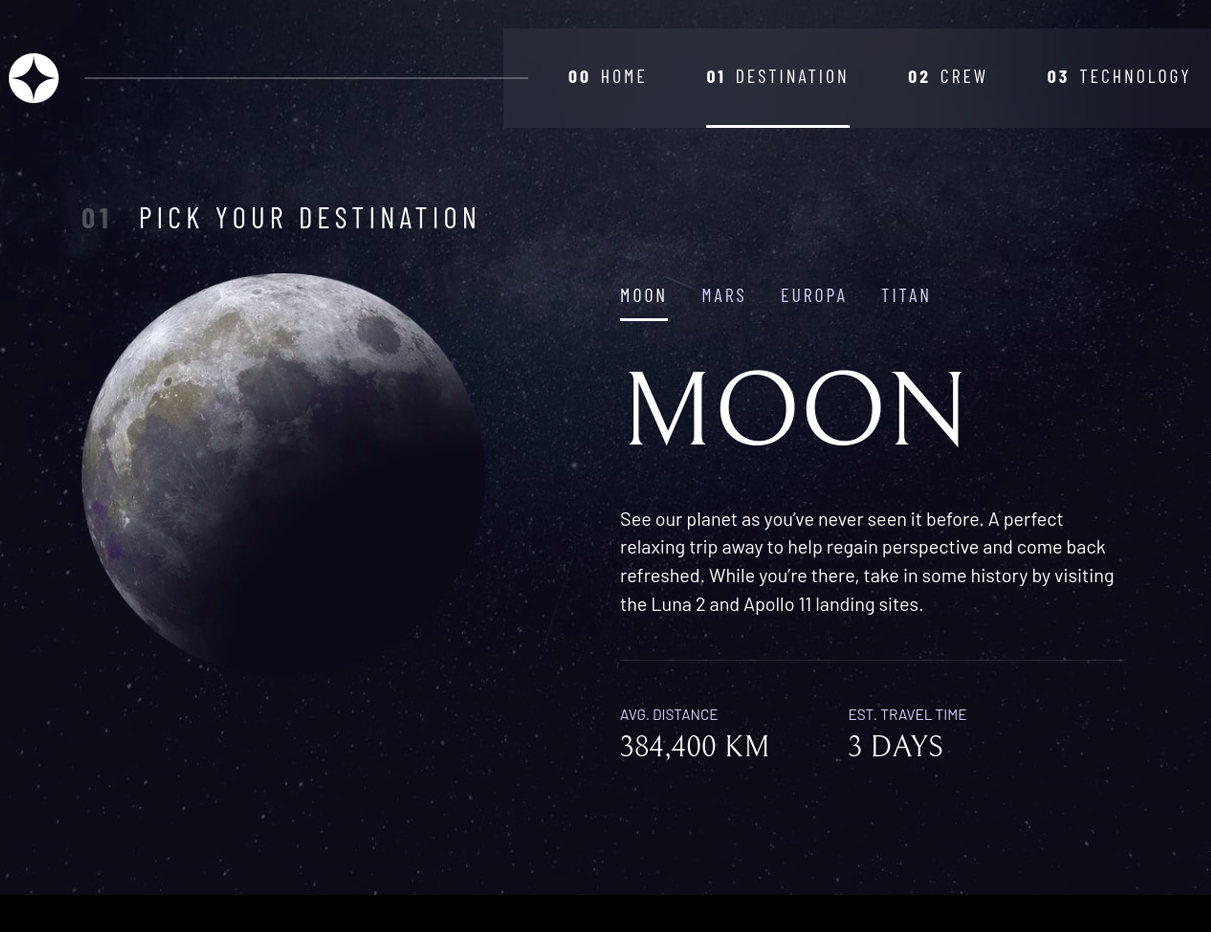 00 HOME 01 DESTINATION 02 CREW 03 TECHNOLOGY
01 PICK YOUR DESTINATION
MOON MARS EUROPA TITAN
MOON
See our planet as you’ve never seen it before. A perfect
relaxing trip away to help regain perspective and come back
refreshed. While you’re there, take in some history by visiting
the Luna 2 and Apollo 11 landing sites.
AVG. DISTANCE EST. TRAVEL TIME
384,400 KM 3 DAYS